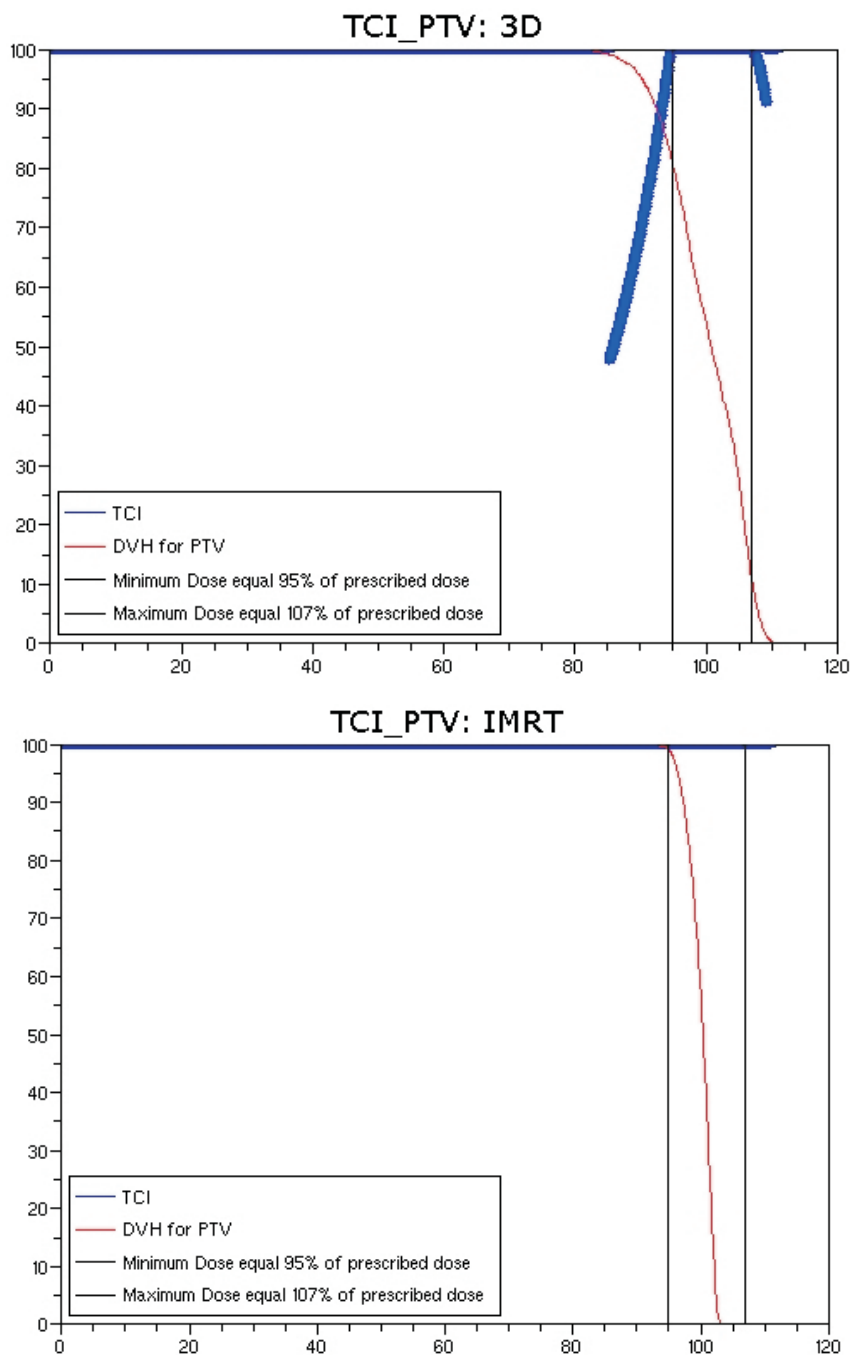 TCI_PTV: 3D
100
90
80
70
60
50
40
30
20
10
0
TCI
DVH for PTV
Minimum Dose equal 95% of prescribed dose
Maximum Dose equal 107% of prescribed dose
0 20 40 60 80 100 120
TCI_PTV: IMRT
100
90
80
70
60
50
40
30
20
10
0
TCI
DVH for PTV
Minimum Dose equal 95% of prescribed dose
Maximum Dose equal 107% of prescribed dose
0 20 40 60 80 100 120